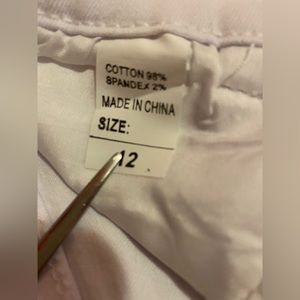 COTTON 98%
SPANDEX 2%
MADE IN CHINA
SIZE:
12